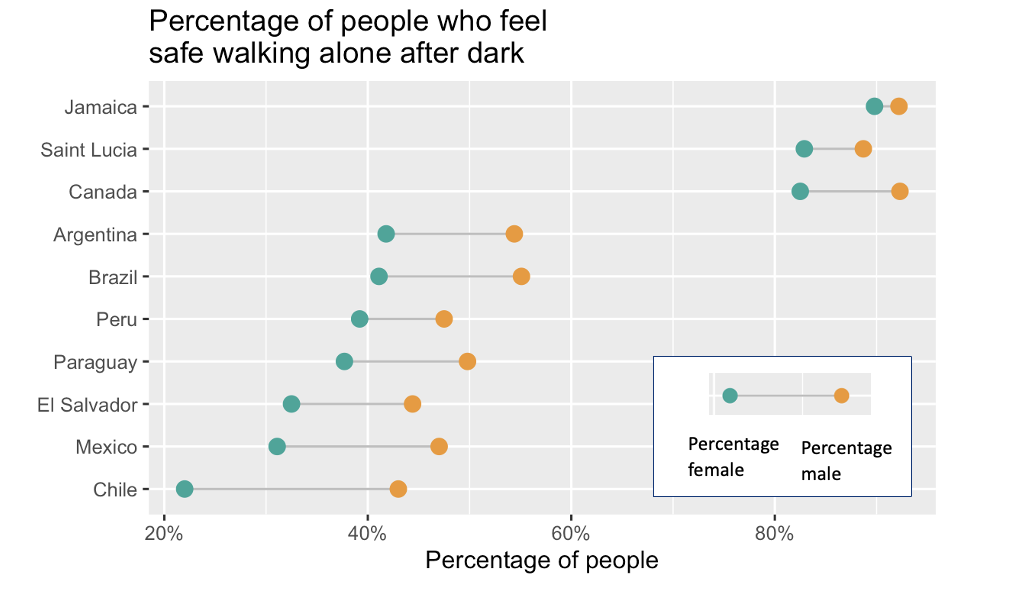 Percentage of people who feel
safe walking alone after dark
Jamaica
Saint Lucia
Canada
Argentina
Brazil
Peru
Paraguay
El Salvador
Mexico
Chile
Percentage
female
Percentage
male
20%
40%
60%
80%
Percentage of people